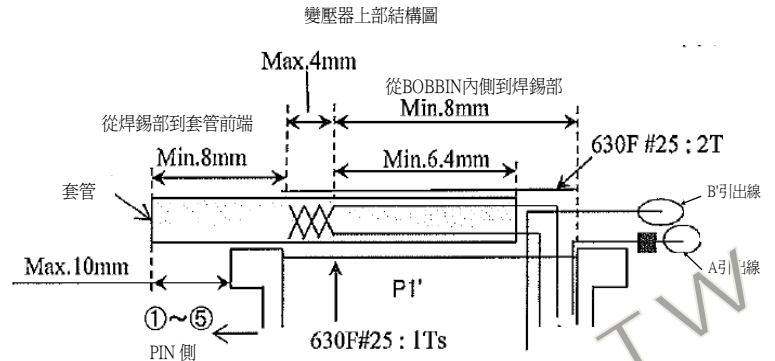 變壓器上部結構圖
Max.4mm
從BOBBIN內側到焊錫部
Min.8mm
從焊錫部到套管前端
630F #25 : 2T
Min.8mm
Min.6.4mm
套管
B'引出線
A引出線
Max.10mm
P1'
①~⑤
630F#25 : 1Ts
PIN 側
TW